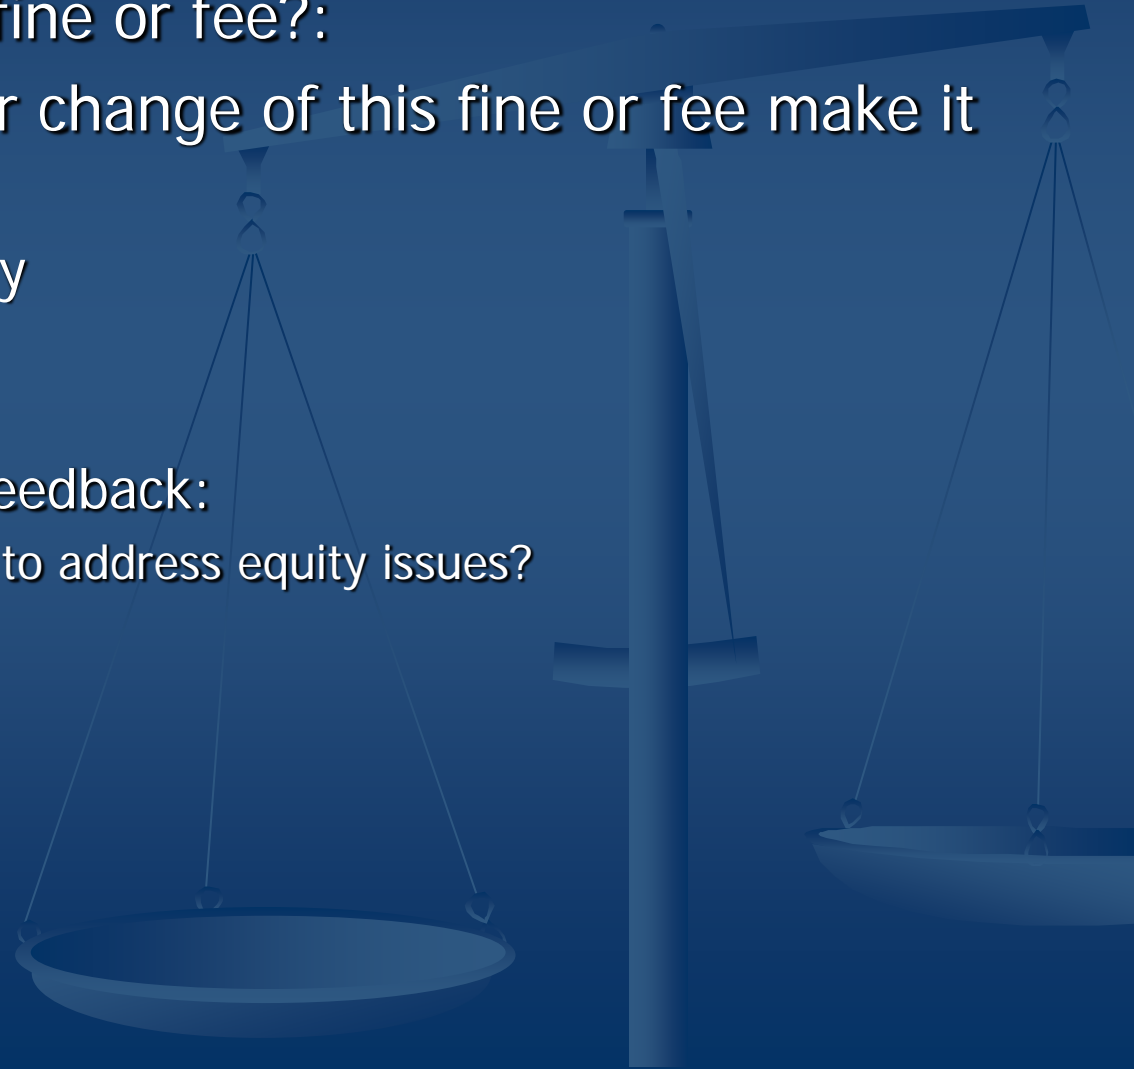 fine or fee?:
r change of this fine or fee make it
y
eedback:
to address equity issues?